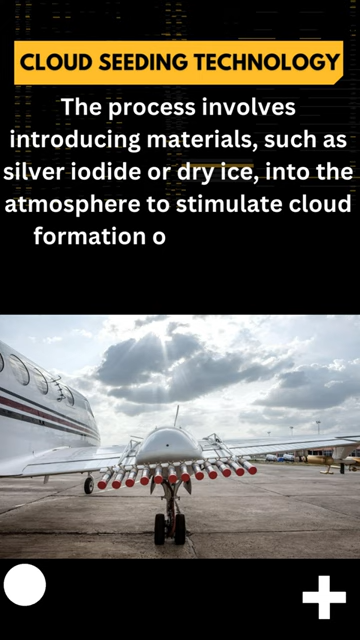 CLOUD SEEDING TECHNOLOGY
The process involves
introducing materials, such as
silver iodide or dry ice, into the
atmosphere to stimulate cloud
formation o